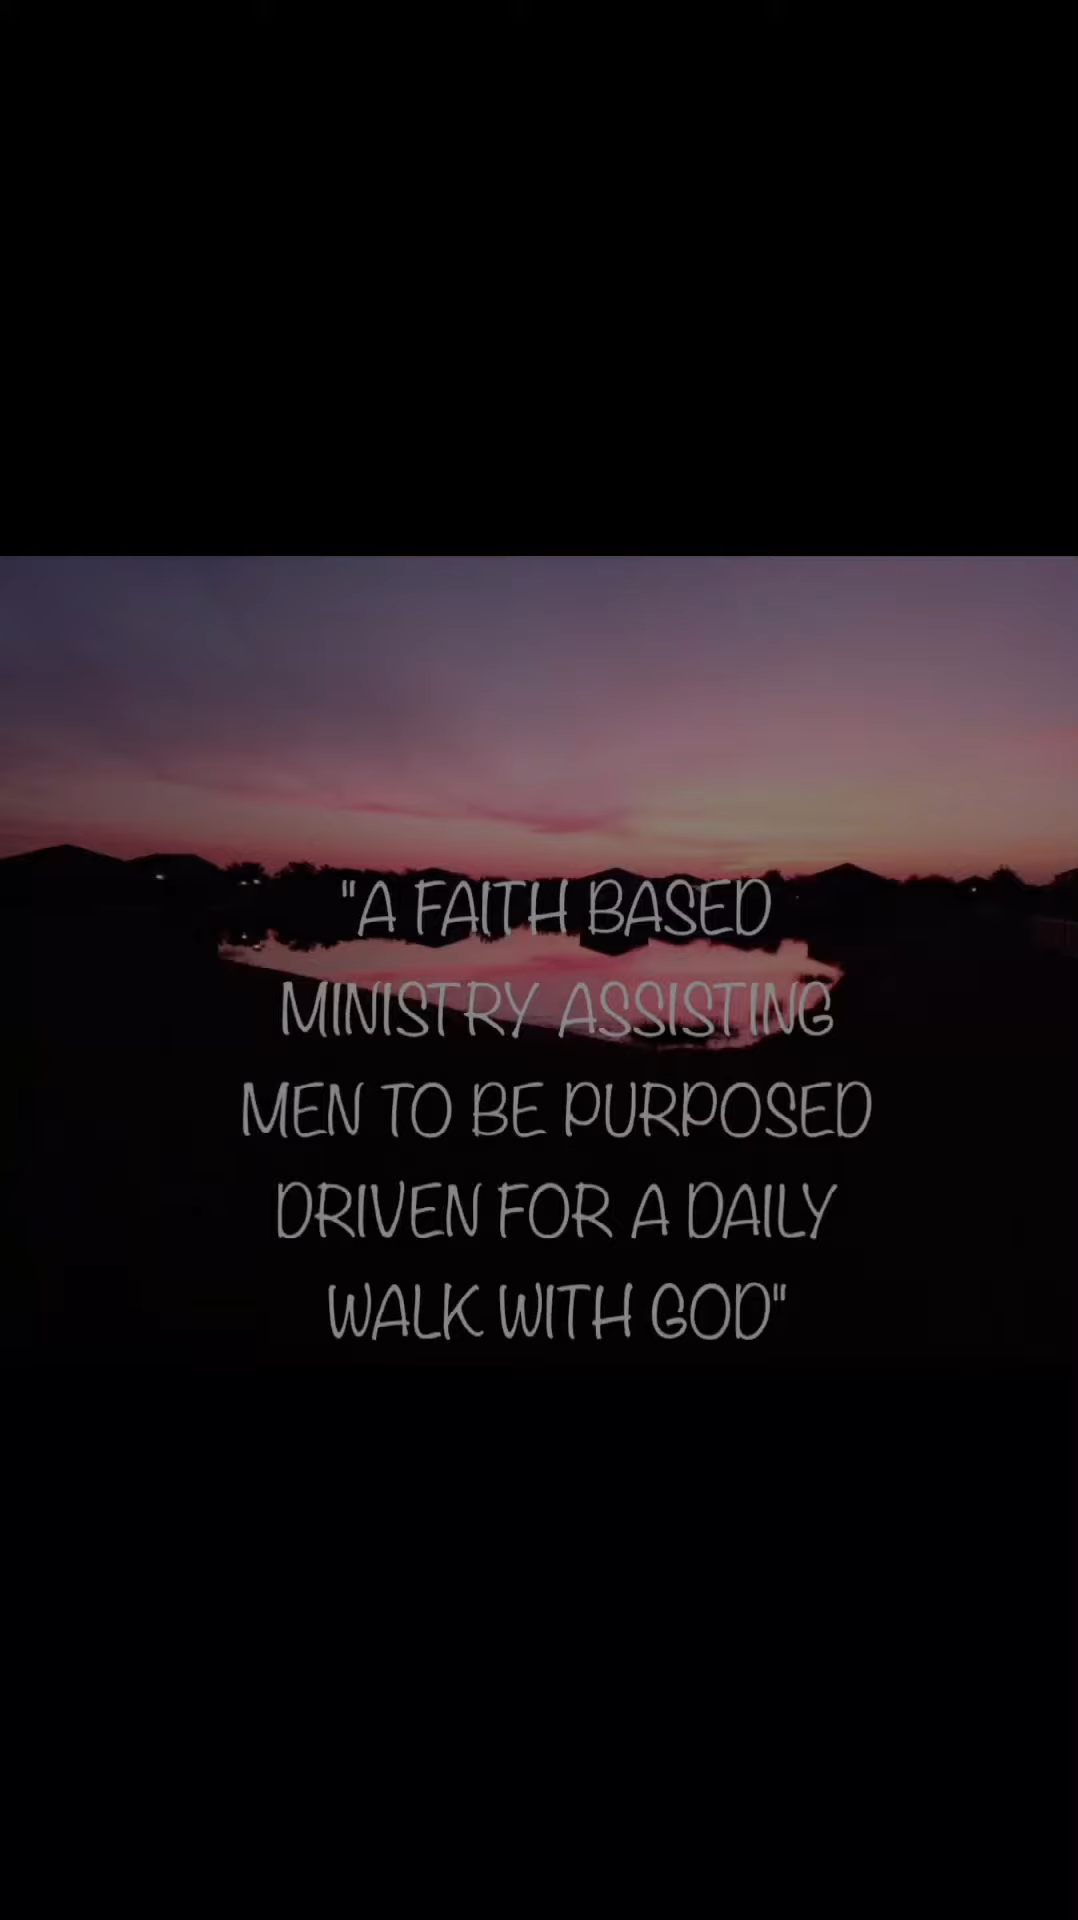 "A FAITH BASED
MINISTRY ASSISTING
MEN TO BE PURPOSED
DRIVEN FOR A DAILY
WALK WITH GOD"